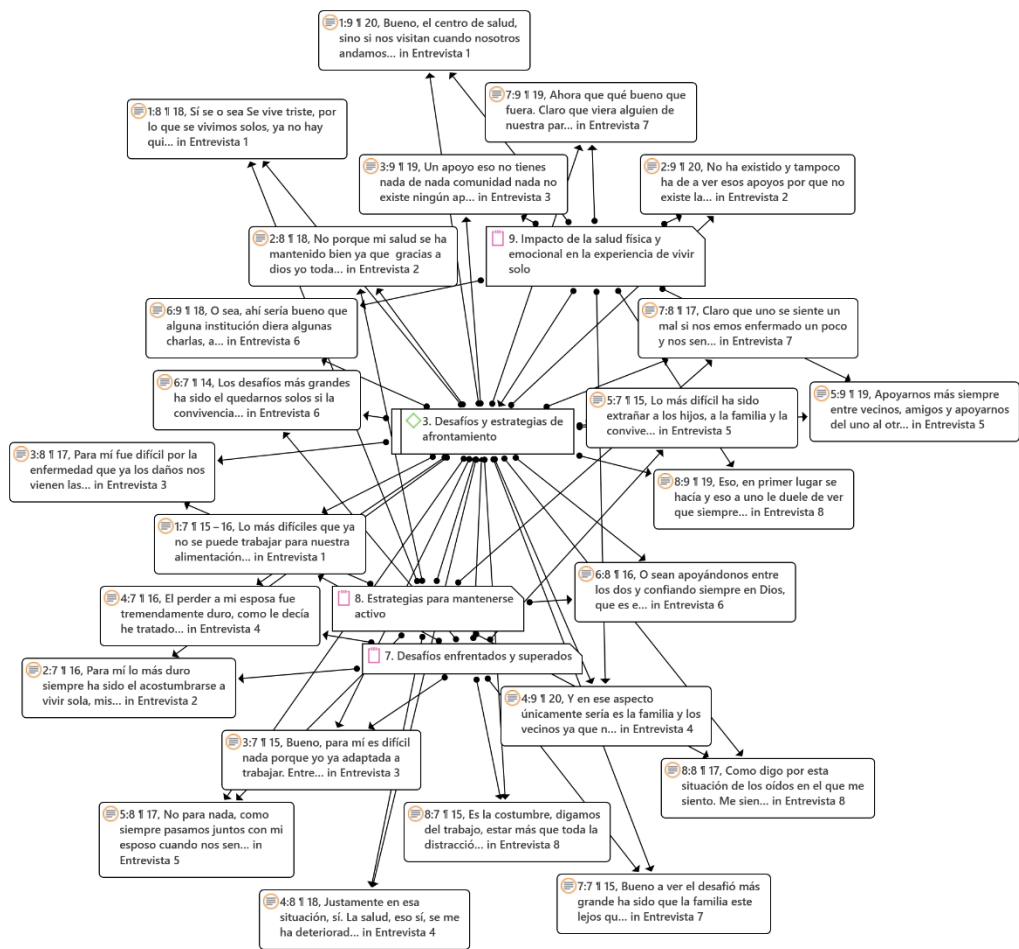 1:9 ¶ 20, Bueno, el centro de salud,
sino si nos visitan cuando nosotros
andamos... in Entrevista 1
7:9 ¶ 19, Ahora que qué bueno que
fuera. Claro que viera alguien de
nuestra par... in Entrevista 7
1:8 ¶ 18, Sí se o sea Se vive triste, por
lo que se vivimos solos, ya no hay
qui... in Entrevista 1
3:9 ¶ 19, Un apoyo eso no tienes
nada de nada comunidad nada no
existe ningún ap... in Entrevista 3
2:9 ¶ 20, No ha existido y tampoco
ha de a ver esos apoyos por que no
existe la... in Entrevista 2
2:8 ¶ 18, No porque mi salud se ha
mantenido bien ya que gracias a
dios yo toda... in Entrevista 2
9. Impacto de la salud física y
emocional en la experiencia de vivir
solo
6:9 ¶ 18, O sea, ahí sería bueno que
alguna institución diera algunas
charlas, a... in Entrevista 6
7:8 ¶ 17, Claro que uno se siente un
mal si nos emos enfermado un poco
y nos sen... in Entrevista 7
6:7 ¶ 14, Los desafíos más grandes
ha sido el quedarnos solos si la
convivencia... in Entrevista 6
5:7 ¶ 15, Lo más difícil ha sido
extrañar a los hijos, a la familia y la
convive... in Entrevista 5
5:9 ¶ 19, Apoyarnos más siempre
entre vecinos, amigos y apoyarnos
del uno al otr... in Entrevista 5
3. Desafíos y estrategias de
afrontamiento
3:8 ¶ 17, Para mí fue difícil por la
enfermedad que ya los daños nos
vienen las... in Entrevista 3
8:9 ¶ 19, Eso, en primer lugar se
hacía y eso a uno le duele de ver
que siempre... in Entrevista 8
1:7 ¶ 15 – 16, Lo más difíciles que ya
no se puede trabajar para nuestra
alimentación... in Entrevista 1
6:8 ¶ 16, O sean apoyándonos entre
los dos y confiando siempre en Dios,
que es e... in Entrevista 6
4:7 ¶ 16, El perder a mi esposa fue
tremendamente duro, como le decía
he tratado... in Entrevista 4
8. Estrategias para mantenerse
activo
7. Desafíos enfrentados y superados
2:7 ¶ 16, Para mí lo más duro
siempre ha sido el acostumbrarse a
vivir sola, mis... in Entrevista 2
4:9 ¶ 20, Y en ese aspecto
únicamente sería es la familia y los
vecinos ya que n... in Entrevista 4
3:7 ¶ 15, Bueno, para mí es difícil
nada porque yo ya adaptada a
trabajar. Entre... in Entrevista 3
8:8 ¶ 17, Como digo por esta
situación de los oídos en el que me
siento. Me sien... in Entrevista 8
5:8 ¶ 17, No para nada, como
siempre pasamos juntos con mi
esposo cuando nos sen... in
Entrevista 5
8:7 ¶ 15, Es la costumbre, digamos
del trabajo, estar más que toda la
distracció... in Entrevista 8
7:7 ¶ 15, Bueno a ver el desafió más
grande ha sido que la familia este
lejos qu... in Entrevista 7
4:8 ¶ 18, Justamente en esa
situación, sí. La salud, eso sí, se me
ha deteriorad... in Entrevista 4